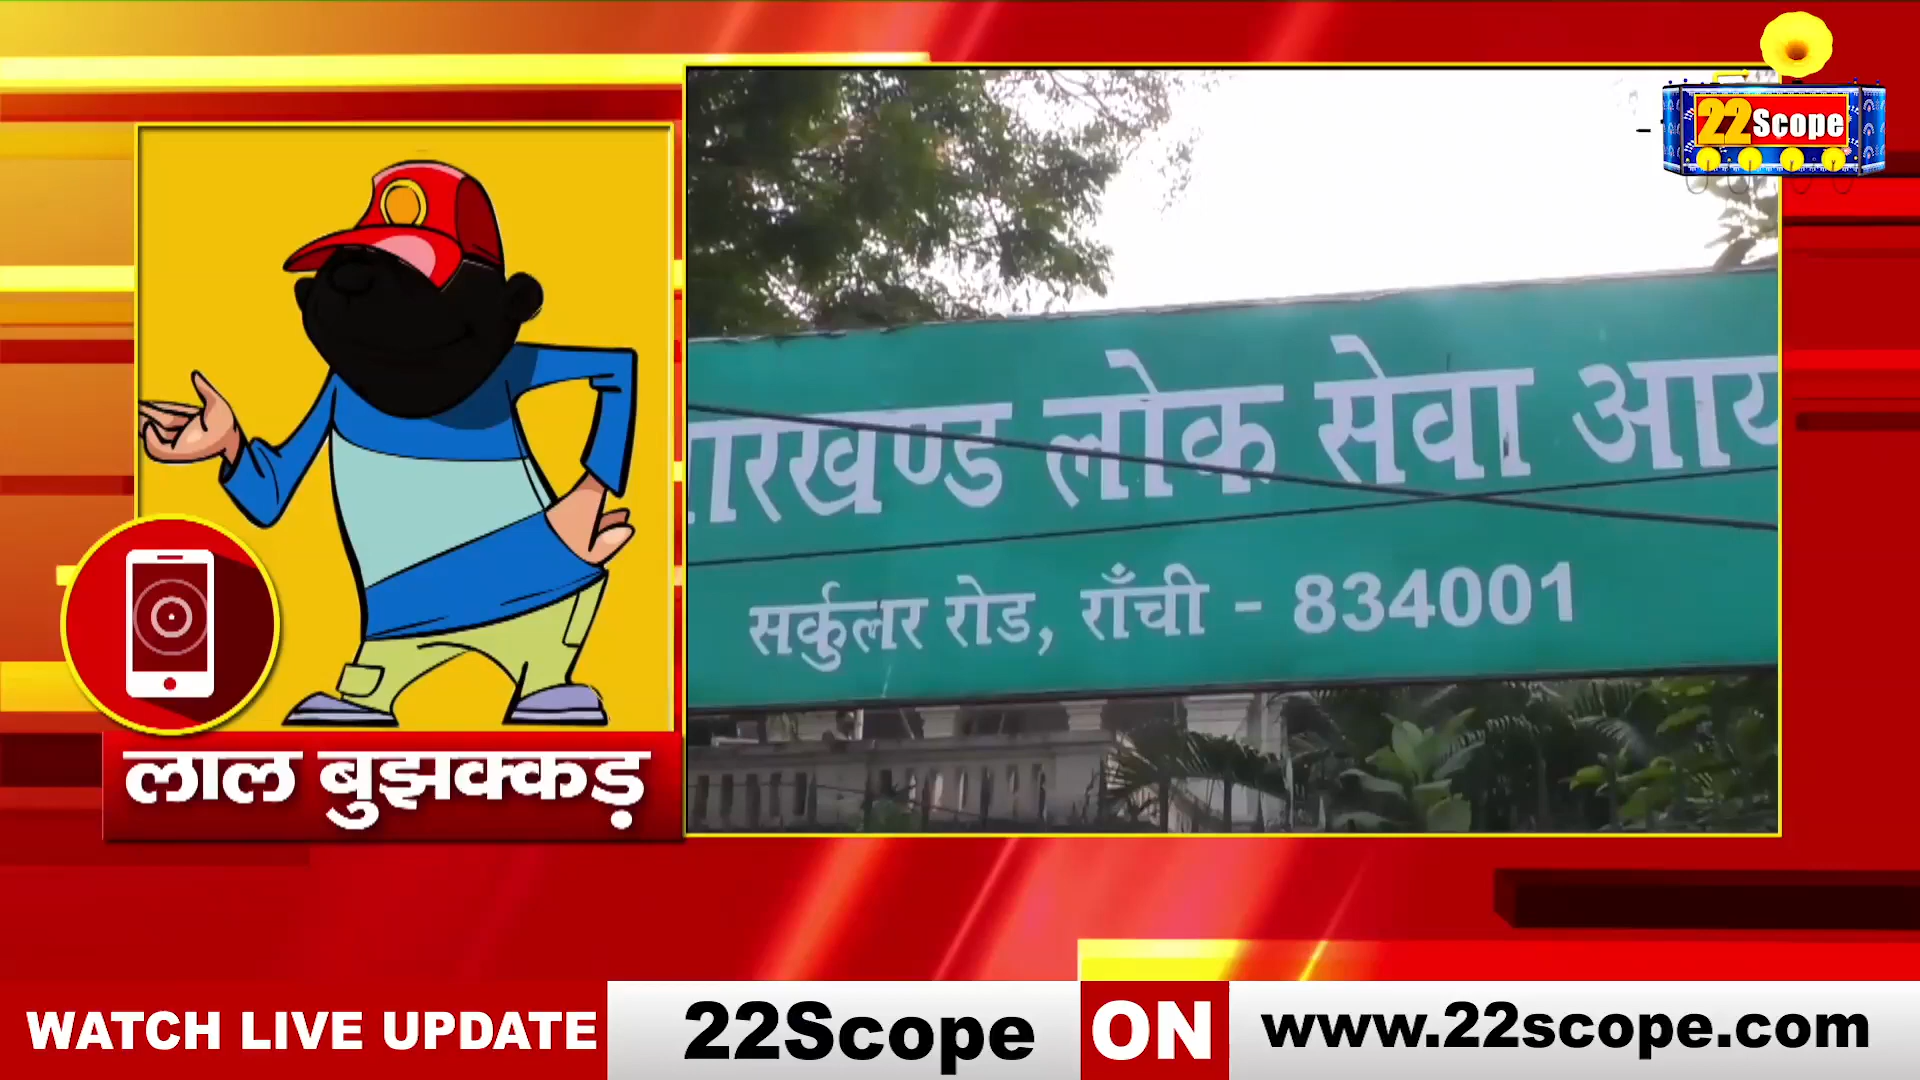 22Scope
ारखण्ड लोक सेवा आय
सर्कुलर रोड, राँची - 834001
लाल बुझक्कड़
WATCH LIVE UPDATE 22Scope ON www.22scope.com